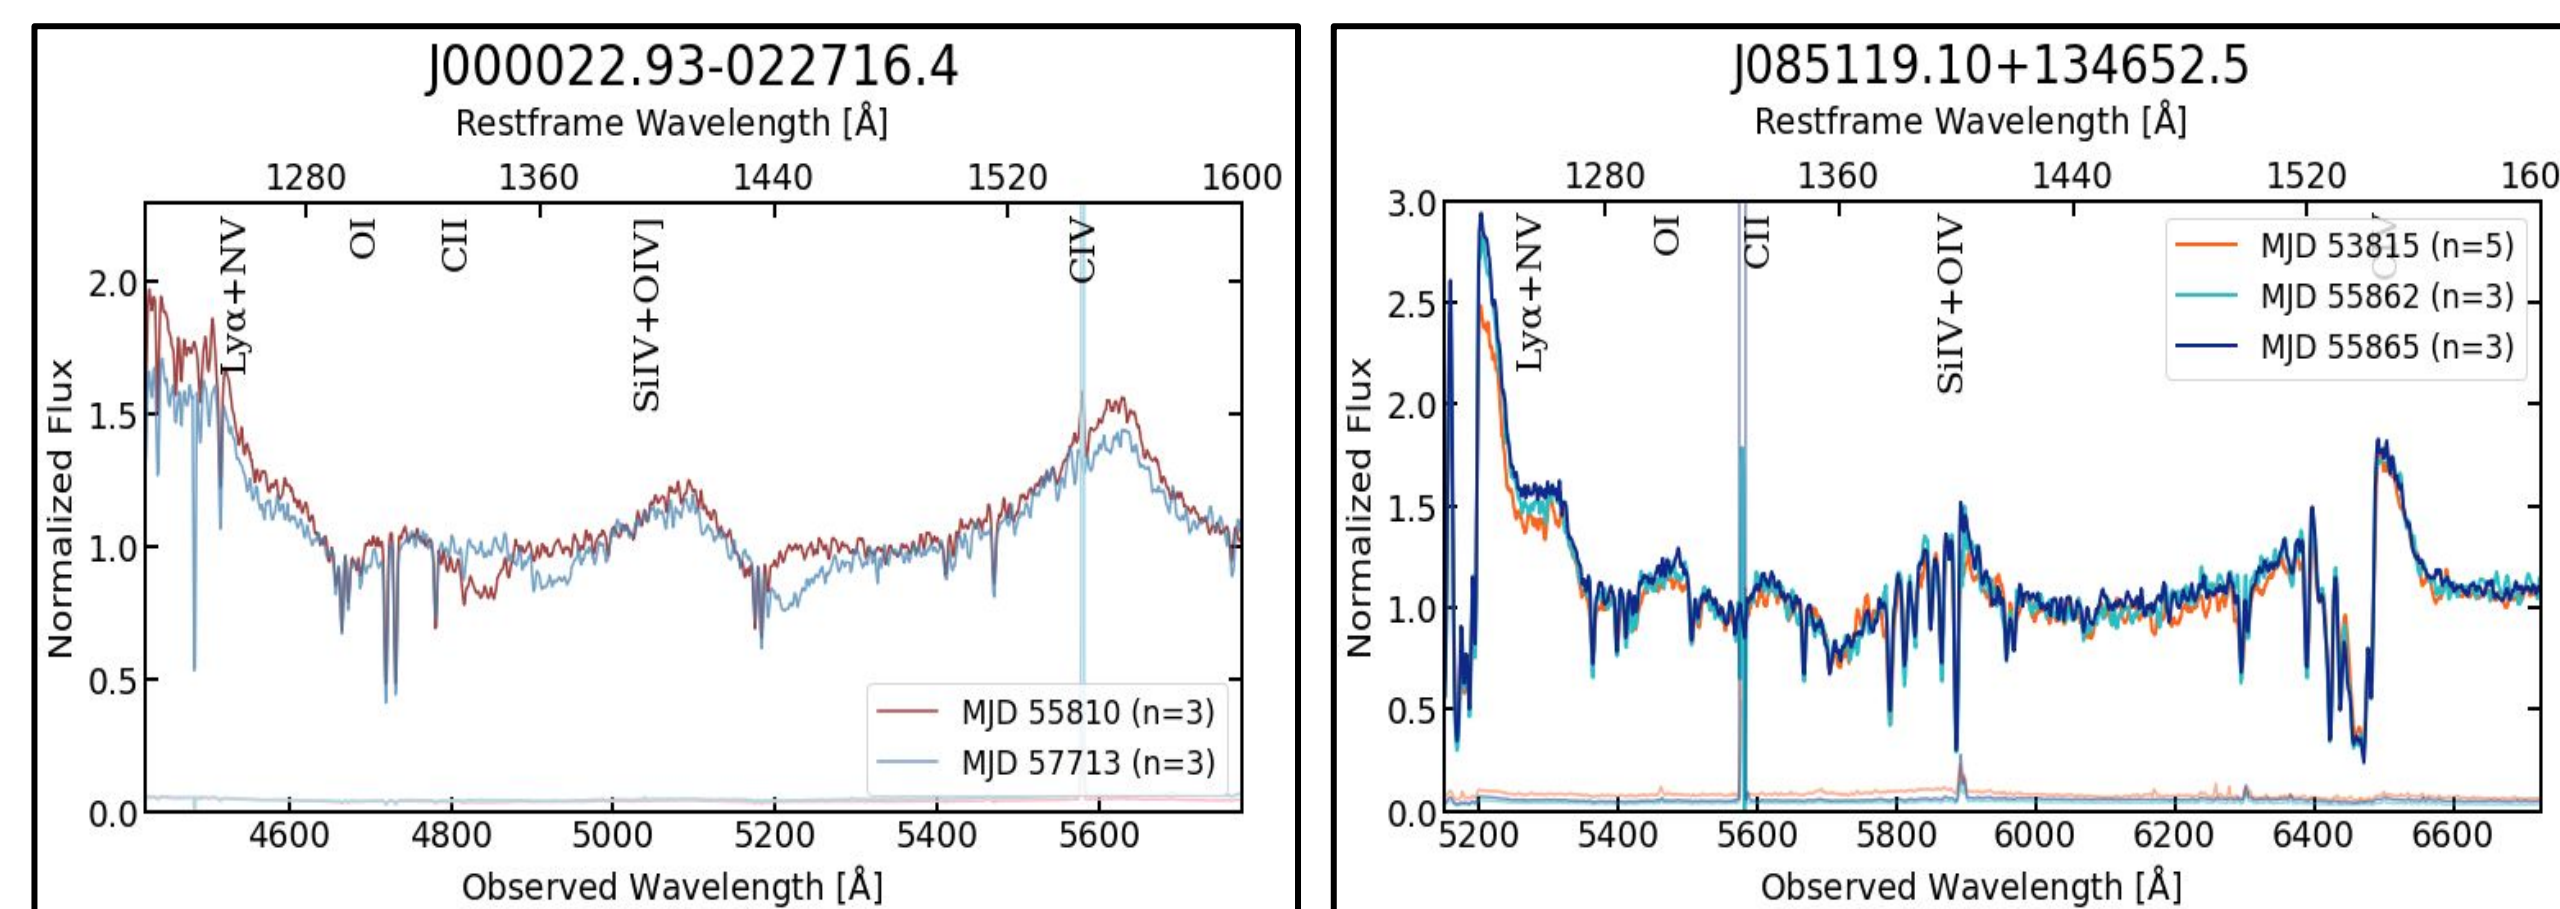 J000022.93-022716.4
Restframe Wavelength [Å]
1280 1360 1440 1520 1600
Lyα+NV
OI
CII
SiIV+OIV]
CIV
2.0
1.5
1.0
0.5
0.0
Normalized Flux
MJD 55810 (n=3)
MJD 57713 (n=3)
4600 4800 5000 5200 5400 5600
Observed Wavelength [Å]
J085119.10+134652.5
Restframe Wavelength [Å]
1280 1360 1440 1520 160
Lyα+NV
OI
CII
SiIV+OIV
CIV
3.0
2.5
2.0
1.5
1.0
0.5
0.0
Normalized Flux
MJD 53815 (n=5)
MJD 55862 (n=3)
MJD 55865 (n=3)
5200 5400 5600 5800 6000 6200 6400 6600
Observed Wavelength [Å]